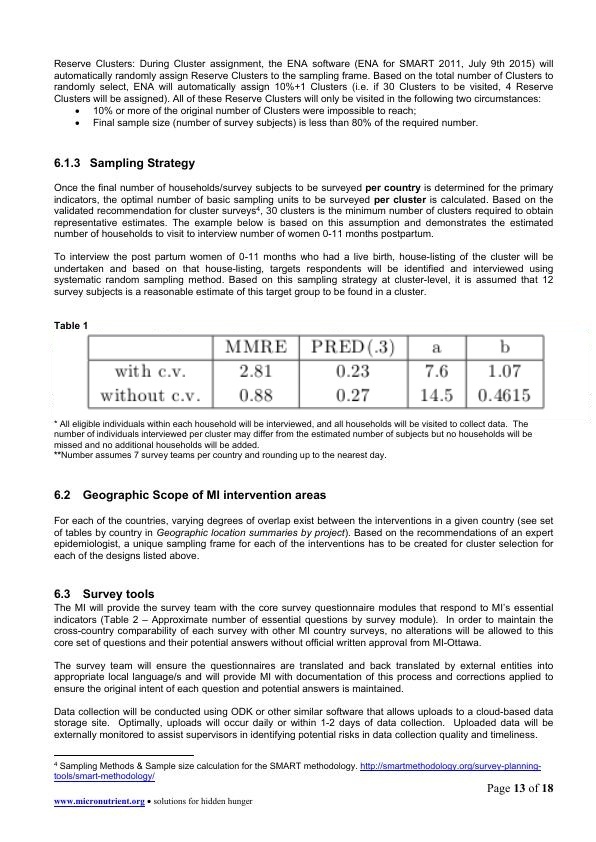 Reserve Clusters: During Cluster assignment, the ENA software (ENA for SMART 2011, July 9th 2015) will
automatically randomly assign Reserve Clusters to the sampling frame. Based on the total number of Clusters to
randomly select, ENA will automatically assign 10%+1 Clusters (i.e. if 30 Clusters to be visited, 4 Reserve
Clusters will be assigned). All of these Reserve Clusters will only be visited in the following two circumstances:
• 10% or more of the original number of Clusters were impossible to reach;
• Final sample size (number of survey subjects) is less than 80% of the required number.
6.1.3 Sampling Strategy
Once the final number of households/survey subjects to be surveyed per country is determined for the primary
indicators, the optimal number of basic sampling units to be surveyed per cluster is calculated. Based on the
validated recommendation for cluster surveys4, 30 clusters is the minimum number of clusters required to obtain
representative estimates. The example below is based on this assumption and demonstrates the estimated
number of households to visit to interview number of women 0-11 months postpartum.
To interview the post partum women of 0-11 months who had a live birth, house-listing of the cluster will be
undertaken and based on that house-listing, targets respondents will be identified and interviewed using
systematic random sampling method. Based on this sampling strategy at cluster-level, it is assumed that 12
survey subjects is a reasonable estimate of this target group to be found in a cluster.
Table 1
MMRE PRED(.3) a b
with c.v. 2.81 0.23 7.6 1.07
without c.v. 0.88 0.27 14.5 0.4615
* All eligible individuals within each household will be interviewed, and all households will be visited to collect data. The
number of individuals interviewed per cluster may differ from the estimated number of subjects but no households will be
missed and no additional households will be added.
**Number assumes 7 survey teams per country and rounding up to the nearest day.
6.2 Geographic Scope of MI intervention areas
For each of the countries, varying degrees of overlap exist between the interventions in a given country (see set
of tables by country in Geographic location summaries by project). Based on the recommendations of an expert
epidemiologist, a unique sampling frame for each of the interventions has to be created for cluster selection for
each of the designs listed above.
6.3 Survey tools
The MI will provide the survey team with the core survey questionnaire modules that respond to MI's essential
indicators (Table 2 – Approximate number of essential questions by survey module). In order to maintain the
cross-country comparability of each survey with other MI country surveys, no alterations will be allowed to this
core set of questions and their potential answers without official written approval from MI-Ottawa.
The survey team will ensure the questionnaires are translated and back translated by external entities into
appropriate local language/s and will provide MI with documentation of this process and corrections applied to
ensure the original intent of each question and potential answers is maintained.
Data collection will be conducted using ODK or other similar software that allows uploads to a cloud-based data
storage site. Optimally, uploads will occur daily or within 1-2 days of data collection. Uploaded data will be
externally monitored to assist supervisors in identifying potential risks in data collection quality and timeliness.
4 Sampling Methods & Sample size calculation for the SMART methodology. http://smartmethodology.org/survey-planning-
tools/smart-methodology/
Page 13 of 18
www.micronutrient.org • solutions for hidden hunger